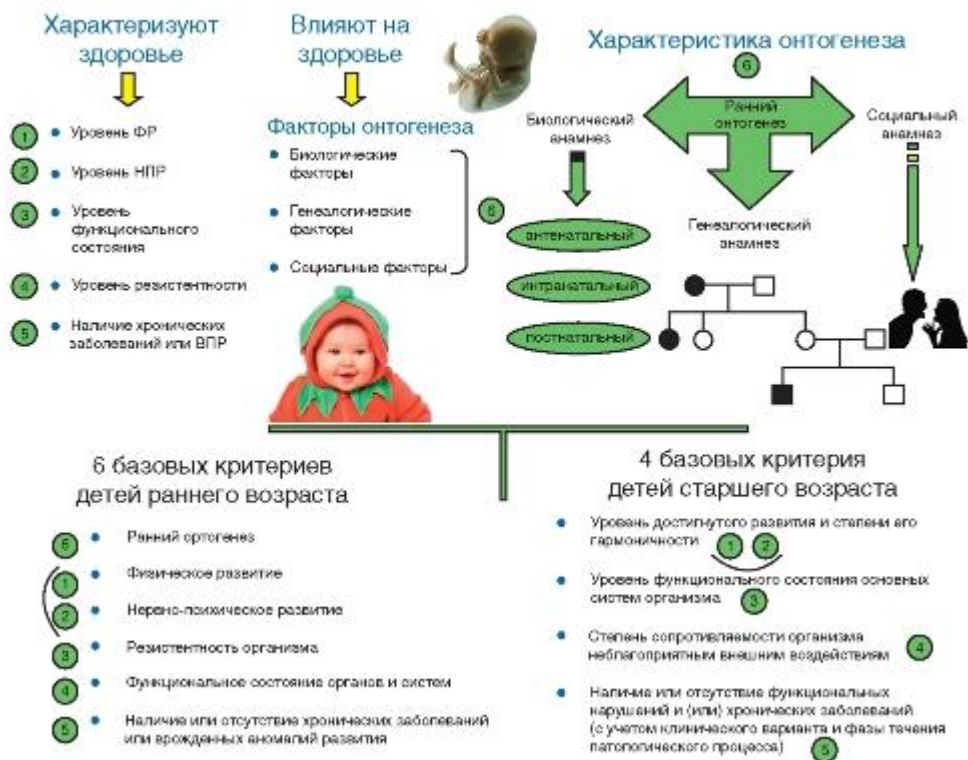 Характеризуют
здоровье
1 • Уровень ФР
2 • Уровень НПР
3 • Уровень
функционального
состояния
4 • Уровень резистентности
5 • Наличие хронических
заболеваний или ВПР
Влияют на
здоровье
Факторы онтогенеза
• Биологические
факторы
• Генеалогические
факторы
• Социальные факторы
6
Характеристика онтогенеза
6
Биологический
анамнез
Ранний
онтогенез
Социальный
анамнез
антенатальный
интранатальный
постнатальный
Генеалогический
анамнез
6 базовых критериев
детей раннего возраста
6 • Ранний ортогенез
1 • Физическое развитие
2 • Нервно-психическое развитие
3 • Резистентность организма
4 • Функциональное состояние органов и систем
5 • Наличие или отсутствие хронических заболеваний
или врожденных аномалий развития
4 базовых критерия
детей старшего возраста
• Уровень достигнутого развития и степени его
гармоничности 1 2
• Уровень функционального состояния основных
систем организма 3
• Степень сопротивляемости организма
неблагоприятным внешним воздействиям 4
• Наличие или отсутствие функциональных
нарушений и (или) хронических заболеваний
(с учетом клинического варианта и фазы течения
патологического процесса) 5